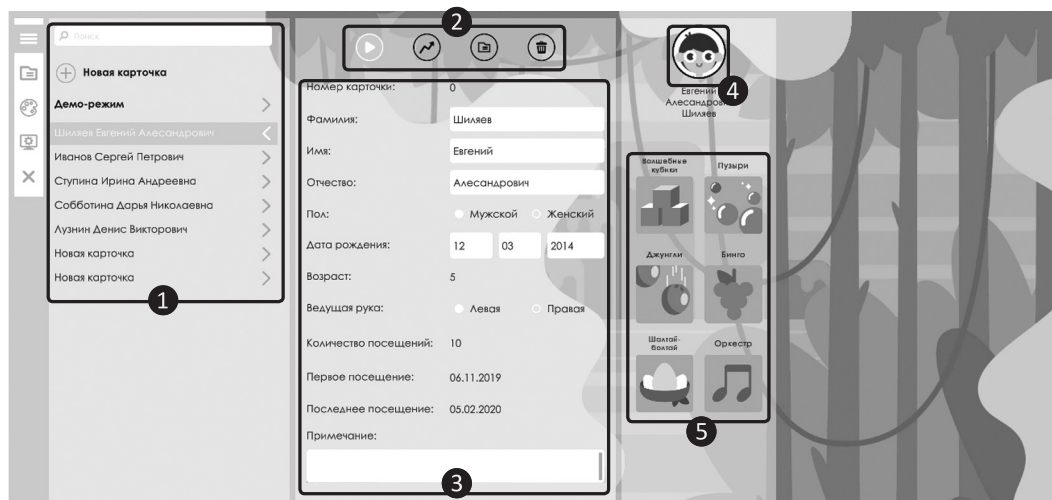 Поиск
Новая карточка
Демо-режим
Шиляев Евгений Алесандрович
Иванов Сергей Петрович
Ступина Ирина Андреевна
Собботина Дарья Николаевна
Лузнин Денис Викторович
Новая карточка
Новая карточка
1
2
Номер карточки: 0
Фамилия: Шиляев
Имя: Евгений
Отчество: Алесандрович
Пол: Мужской Женский
Дата рождения: 12 03 2014
Возраст: 5
Ведущая рука: Левая Правая
Количество посещений: 10
Первое посещение: 06.11.2019
Последнее посещение: 05.02.2020
Примечание:
3
4
Евгений
Алесандрович
Шиляев
Волшебные
кубики
Пузыри
Джунгли
Бинго
Шалтай-
болтай
Оркестр
5